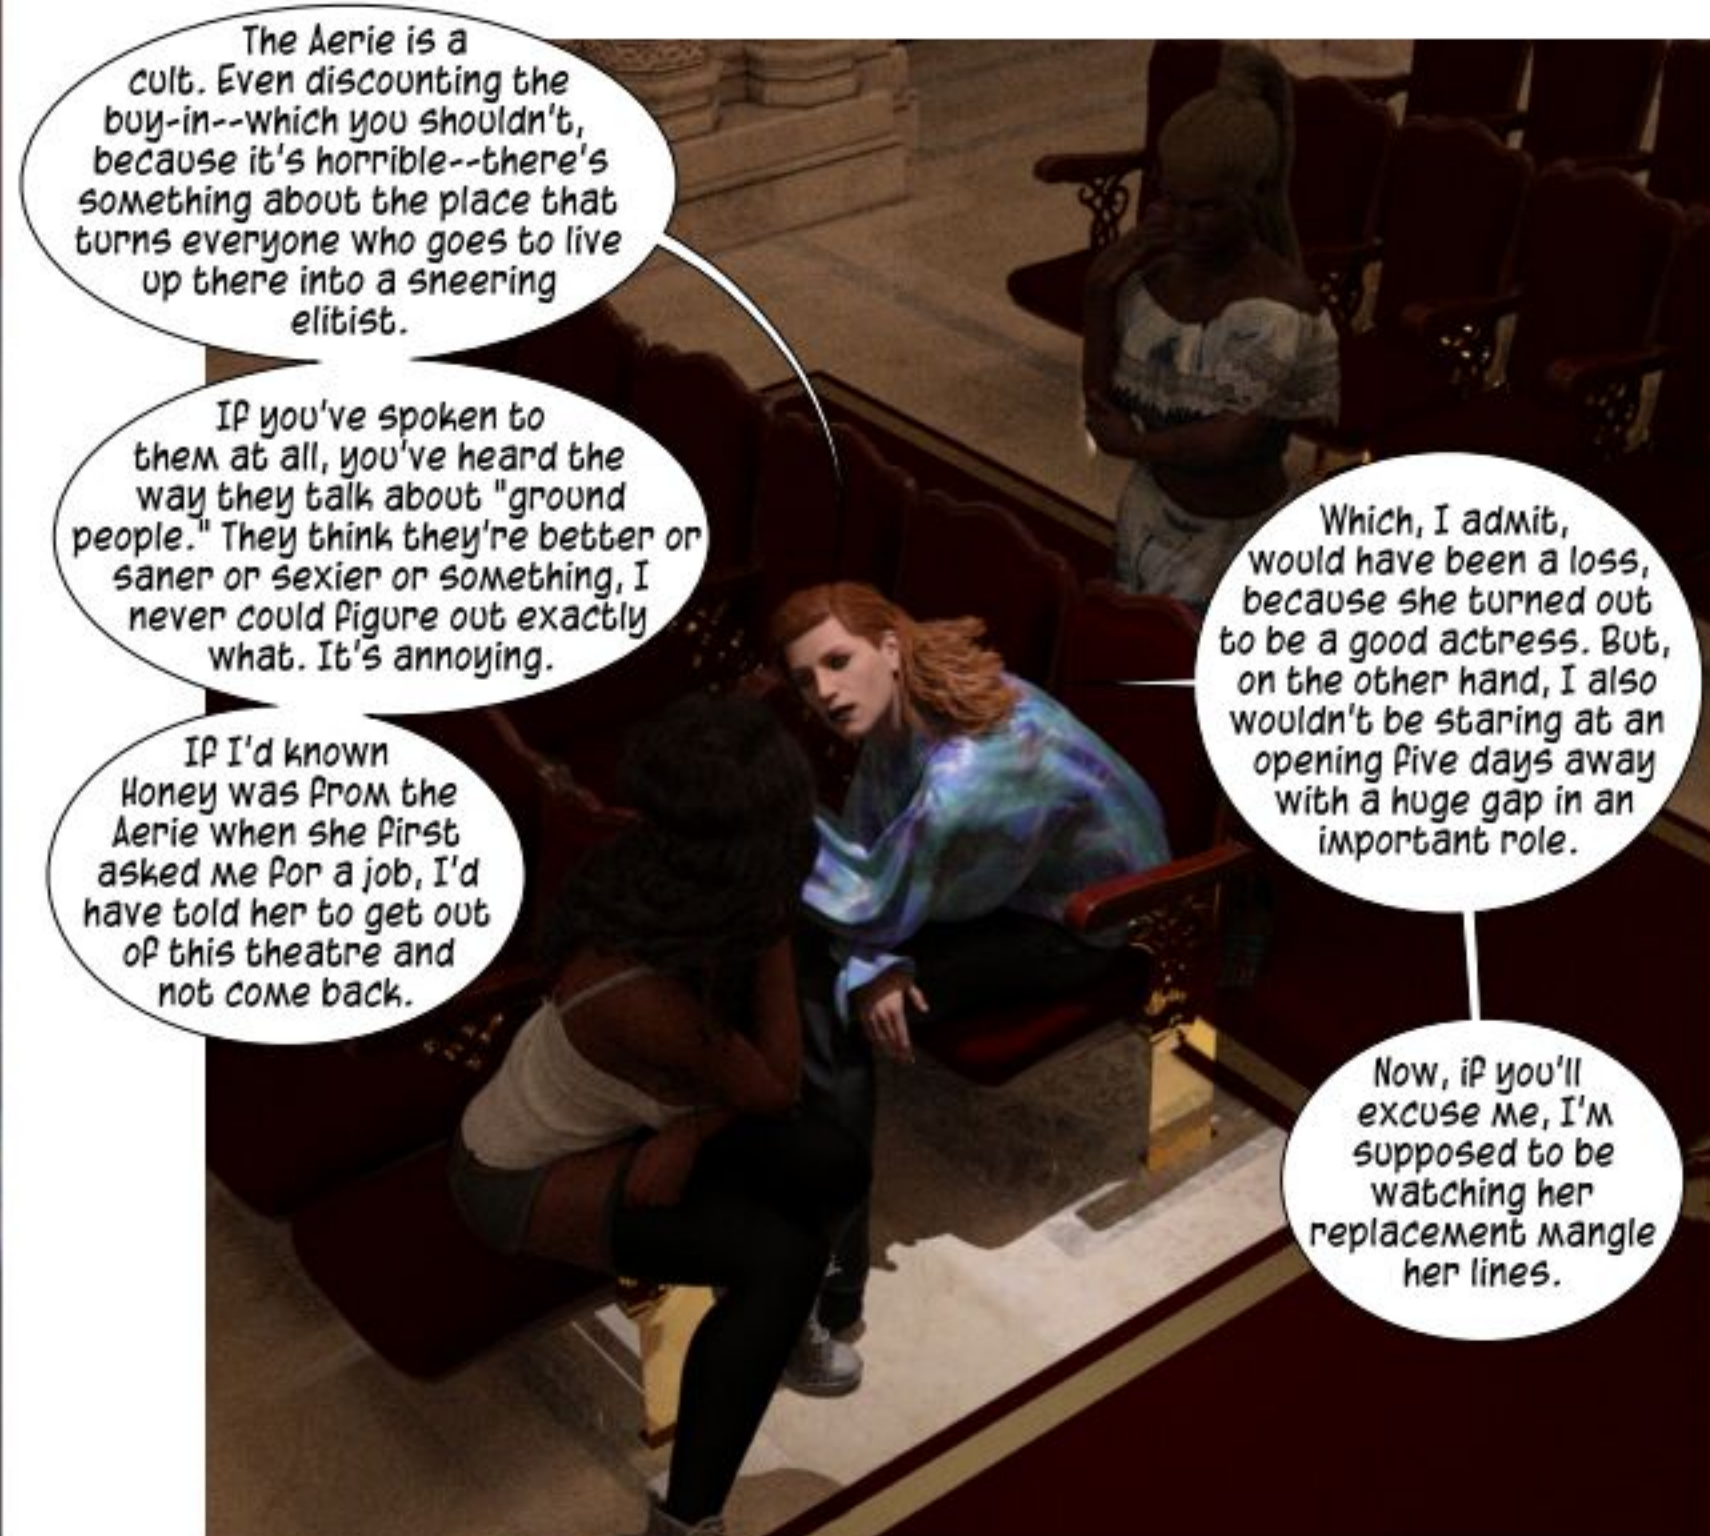 The Aerie is a
cult. Even discounting the
buy-in--which you shouldn't,
because it's horrible--there's
something about the place that
turns everyone who goes to live
up there into a sneering
elitist.
If you've spoken to
them at all, you've heard the
way they talk about "ground
people." They think they're better or
saner or sexier or something, I
never could figure out exactly
what. It's annoying.
If I'd known
Honey was from the
Aerie when she first
asked me for a job, I'd
have told her to get out
of this theatre and
not come back.
Which, I admit,
would have been a loss,
because she turned out
to be a good actress. But,
on the other hand, I also
wouldn't be staring at an
opening five days away
with a huge gap in an
important role.
Now, if you'll
excuse me, I'm
supposed to be
watching her
replacement mangle
her lines.